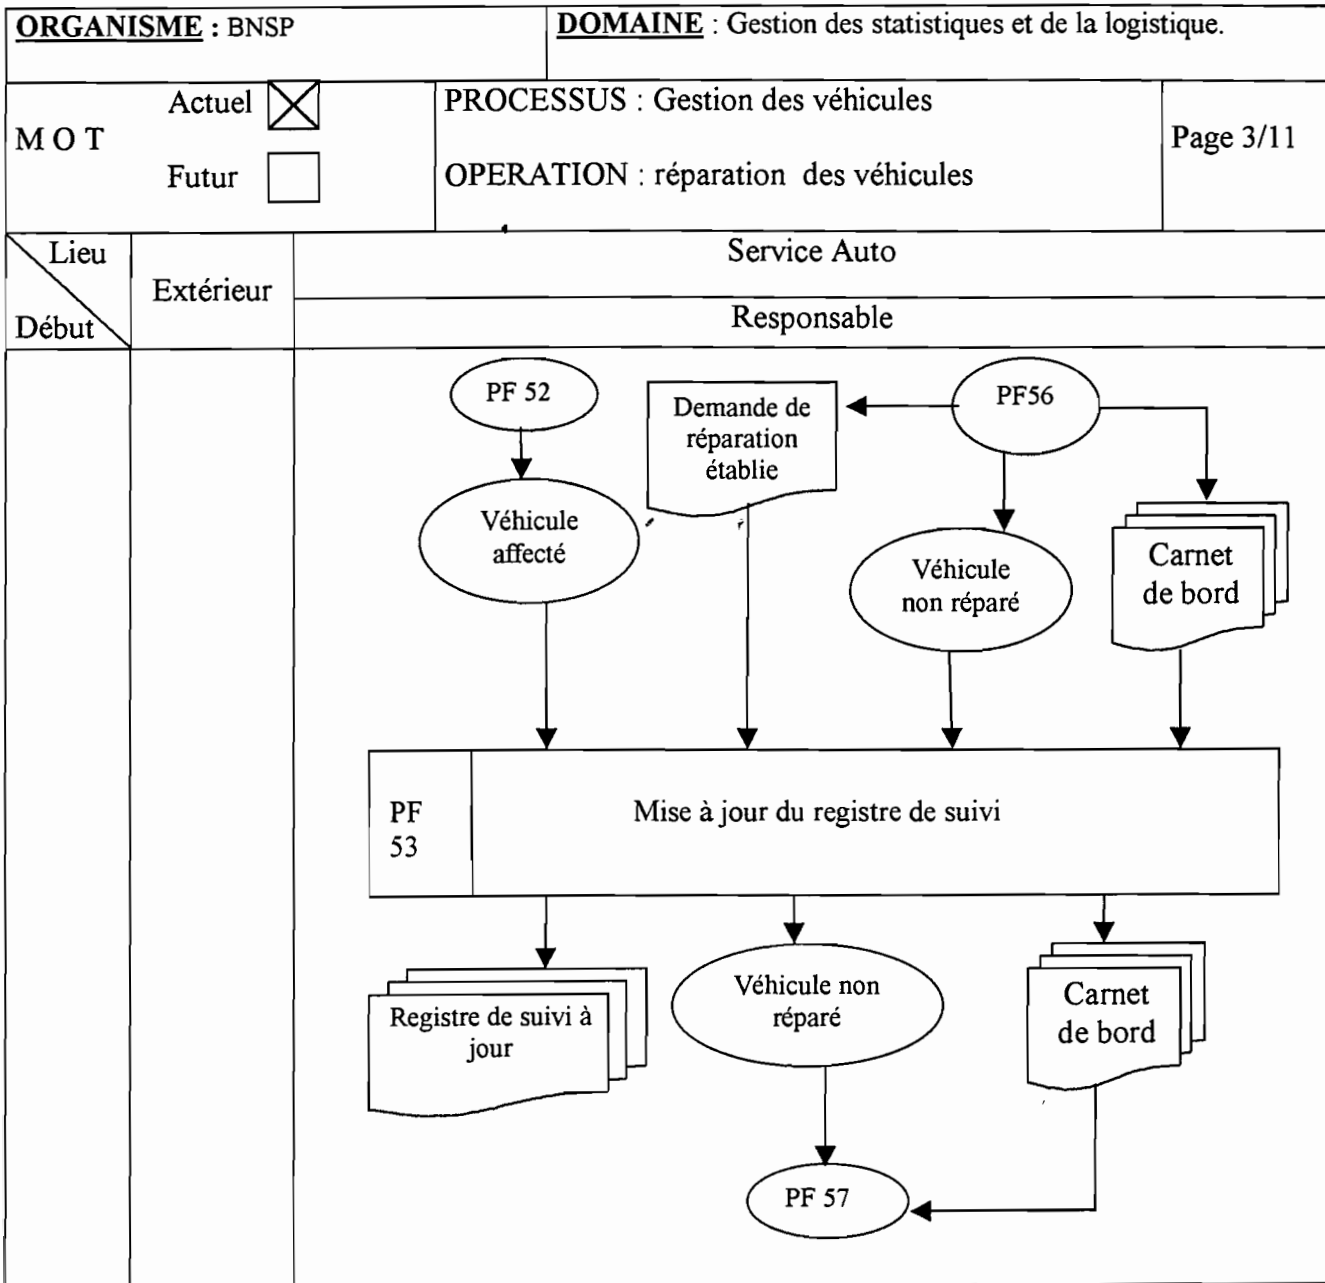 ORGANISME : BNSP
DOMAINE : Gestion des statistiques et de la logistique.
M O T
Actuel
Futur
PROCESSUS : Gestion des véhicules
OPERATION : réparation des véhicules
Page 3/11
Lieu
Début
Extérieur
Service Auto
Responsable
PF 52
Demande de
réparation
établie
PF56
Véhicule
affecté
Véhicule
non réparé
Carnet
de bord
PF
53
Mise à jour du registre de suivi
Registre de suivi à
jour
Véhicule non
réparé
Carnet
de bord
PF 57